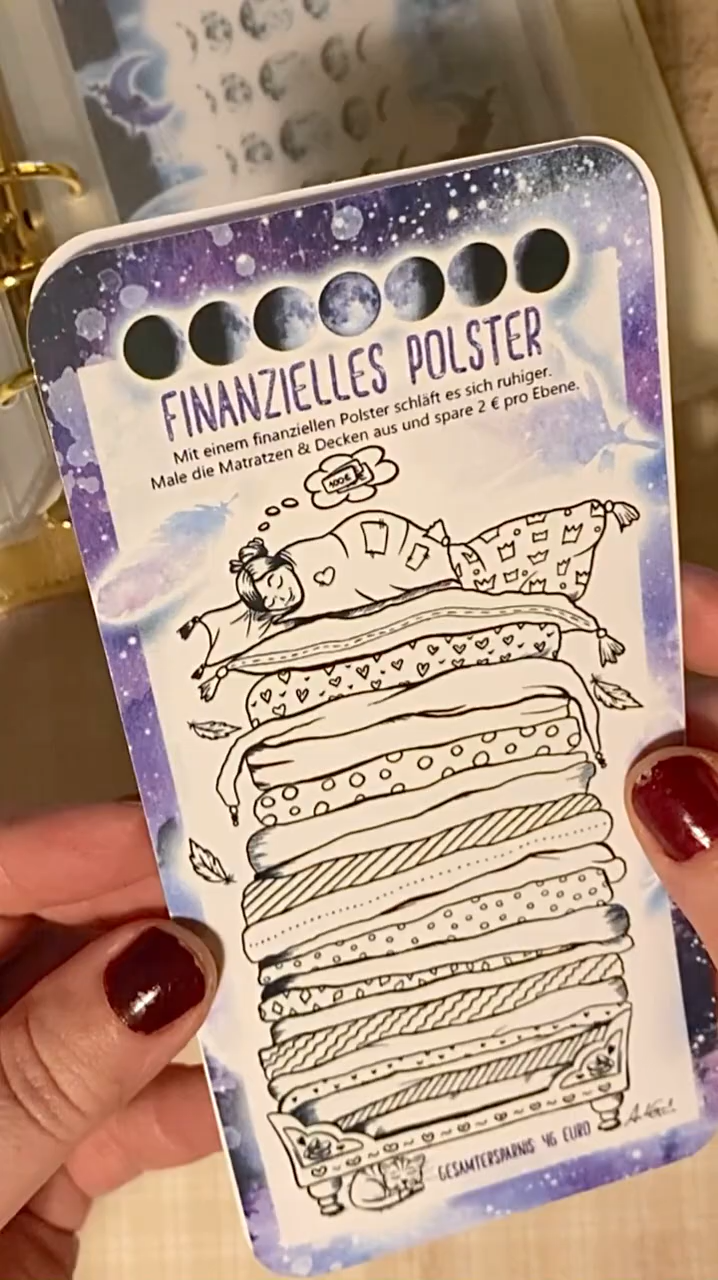 FINANZIELLES POLSTER
Mit einem finanziellen Polster schläft es sich ruhiger.
Male die Matratzen & Decken aus und spare 2 € pro Ebene.
100€
GESAMTERSPARNIS 46 EURO